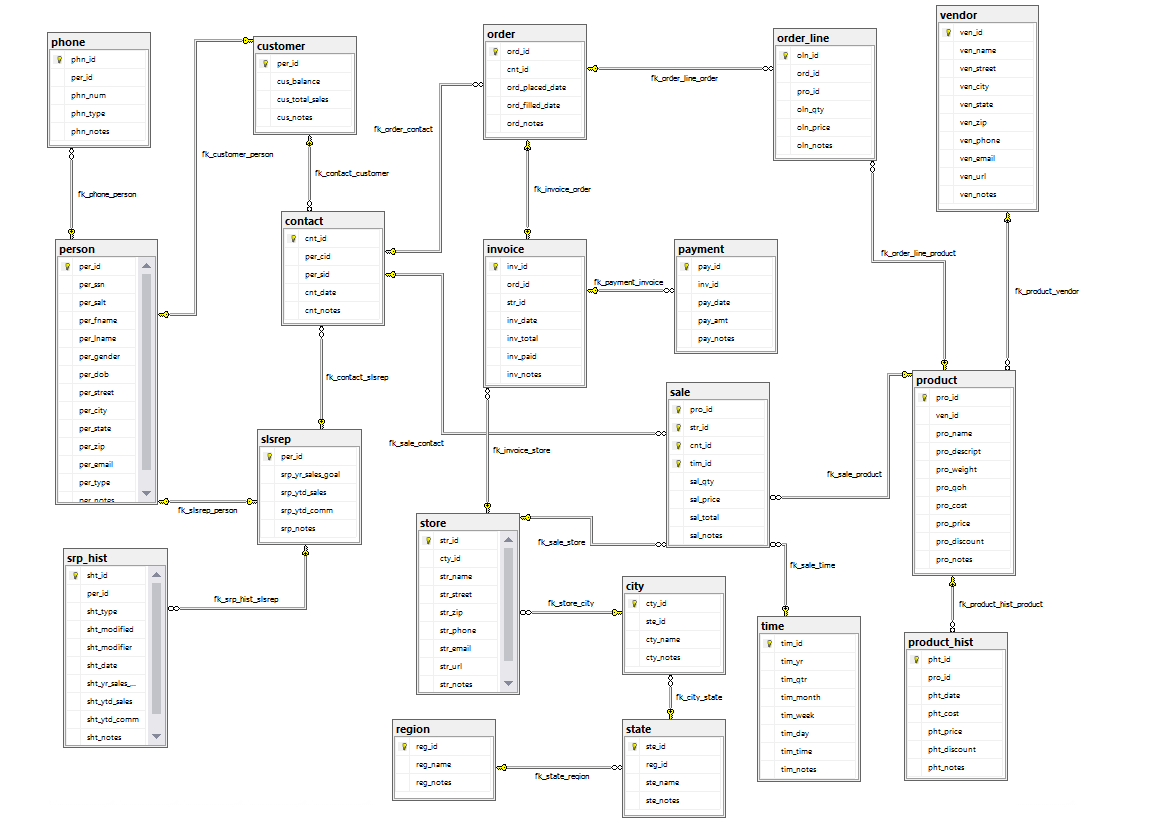 phone
phn_id
per_id
phn_num
phn_type
phn_notes
customer
per_id
cus_balance
cus_total_sales
cus_notes
order
ord_id
cnt_id
ord_placed_date
ord_filled_date
ord_notes
order_line
oln_id
ord_id
pro_id
oln_qty
oln_price
oln_notes
vendor
ven_id
ven_name
ven_street
ven_city
ven_state
ven_zip
ven_phone
ven_email
ven_url
ven_notes
fk_order_line_order
fk_order_contact
fk_customer_person
fk_contact_customer
fk_phone_person
fk_invoice_order
fk_order_line_product
fk_product_vendor
person
per_id
per_ssn
per_salt
per_fname
per_lname
per_gender
per_dob
per_street
per_city
per_state
per_zip
per_email
per_type
per_notes
contact
cnt_id
per_cid
per_sid
cnt_date
cnt_notes
invoice
inv_id
ord_id
str_id
inv_date
inv_total
inv_paid
inv_notes
fk_payment_invoice
payment
pay_id
inv_id
pay_date
pay_amt
pay_notes
fk_contact_slsrep
fk_sale_contact
fk_invoice_store
sale
pro_id
str_id
cnt_id
tim_id
sal_qty
sal_price
sal_total
sal_notes
fk_sale_product
product
pro_id
ven_id
pro_name
pro_descript
pro_weight
pro_qoh
pro_cost
pro_price
pro_discount
pro_notes
slsrep
per_id
srp_yr_sales_goal
srp_ytd_sales
srp_ytd_comm
srp_notes
fk_slsrep_person
fk_srp_hist_slsrep
srp_hist
sht_id
per_id
sht_type
sht_modified
sht_modifier
sht_date
sht_yr_sales_...
sht_ytd_sales
sht_ytd_comm
sht_notes
store
str_id
cty_id
str_name
str_street
str_zip
str_phone
str_email
str_url
str_notes
fk_sale_store
fk_sale_time
fk_store_city
city
cty_id
ste_id
cty_name
cty_notes
fk_city_state
time
tim_id
tim_yr
tim_qtr
tim_month
tim_week
tim_day
tim_time
tim_notes
fk_product_hist_product
product_hist
pht_id
pro_id
pht_date
pht_cost
pht_price
pht_discount
pht_notes
region
reg_id
reg_name
reg_notes
fk_state_region
state
ste_id
reg_id
ste_name
ste_notes